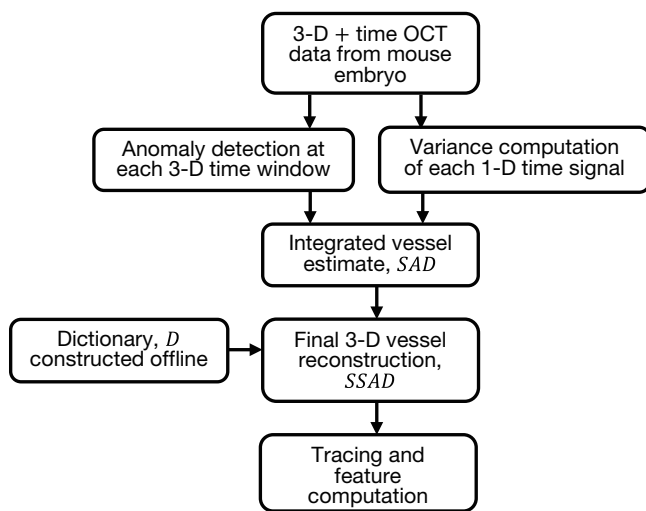 3-D + time OCT
data from mouse
embryo
Anomaly detection at
each 3-D time window
Variance computation
of each 1-D time signal
Integrated vessel
estimate, SAD
Dictionary, D
constructed offline
Final 3-D vessel
reconstruction,
SSAD
Tracing and
feature
computation